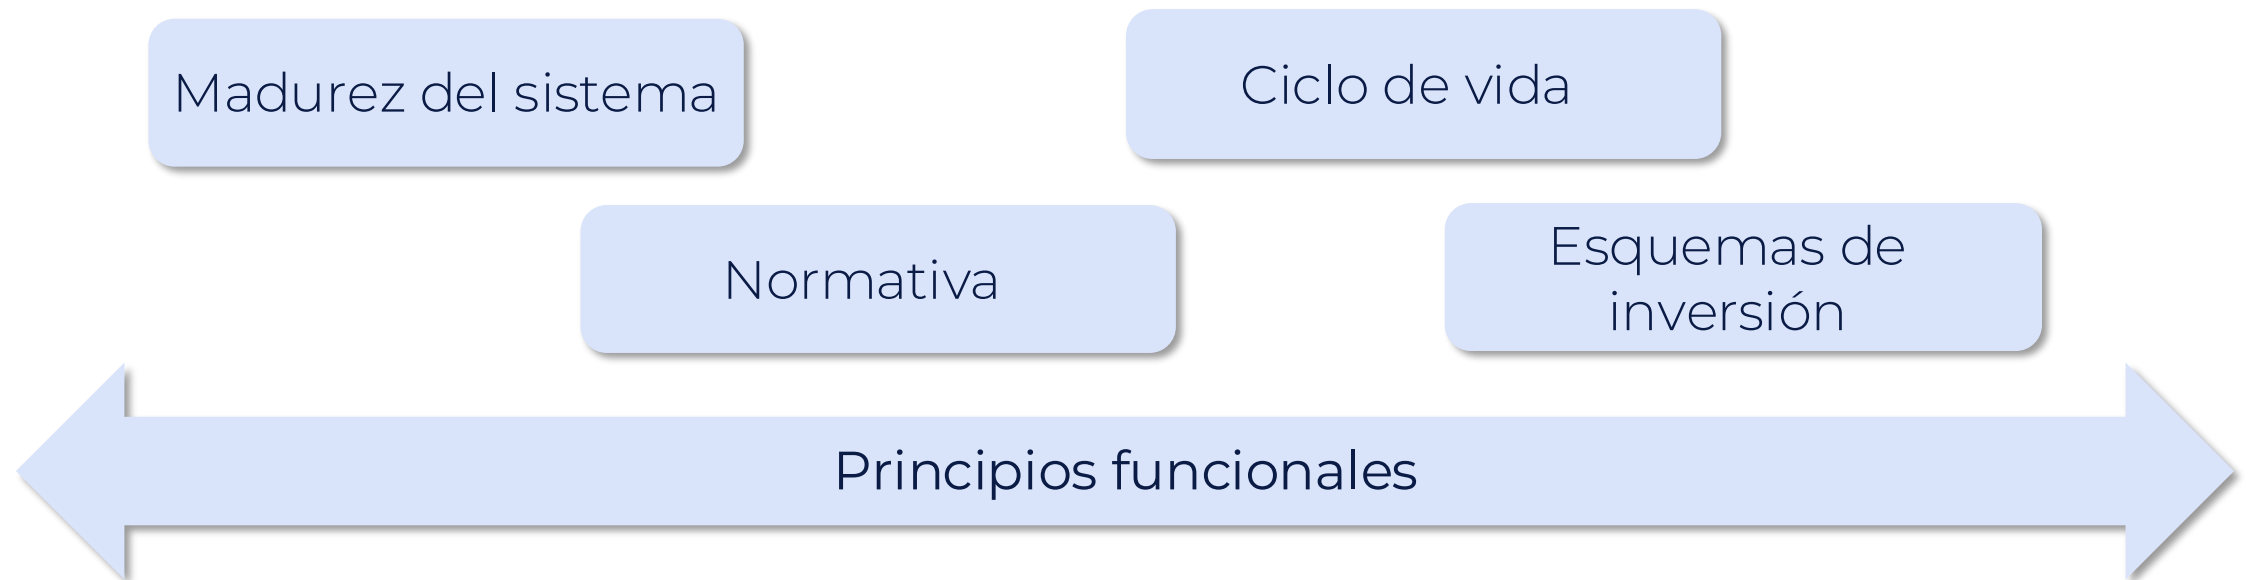 Madurez del sistema
Ciclo de vida
Normativa
Esquemas de
inversión
Principios funcionales